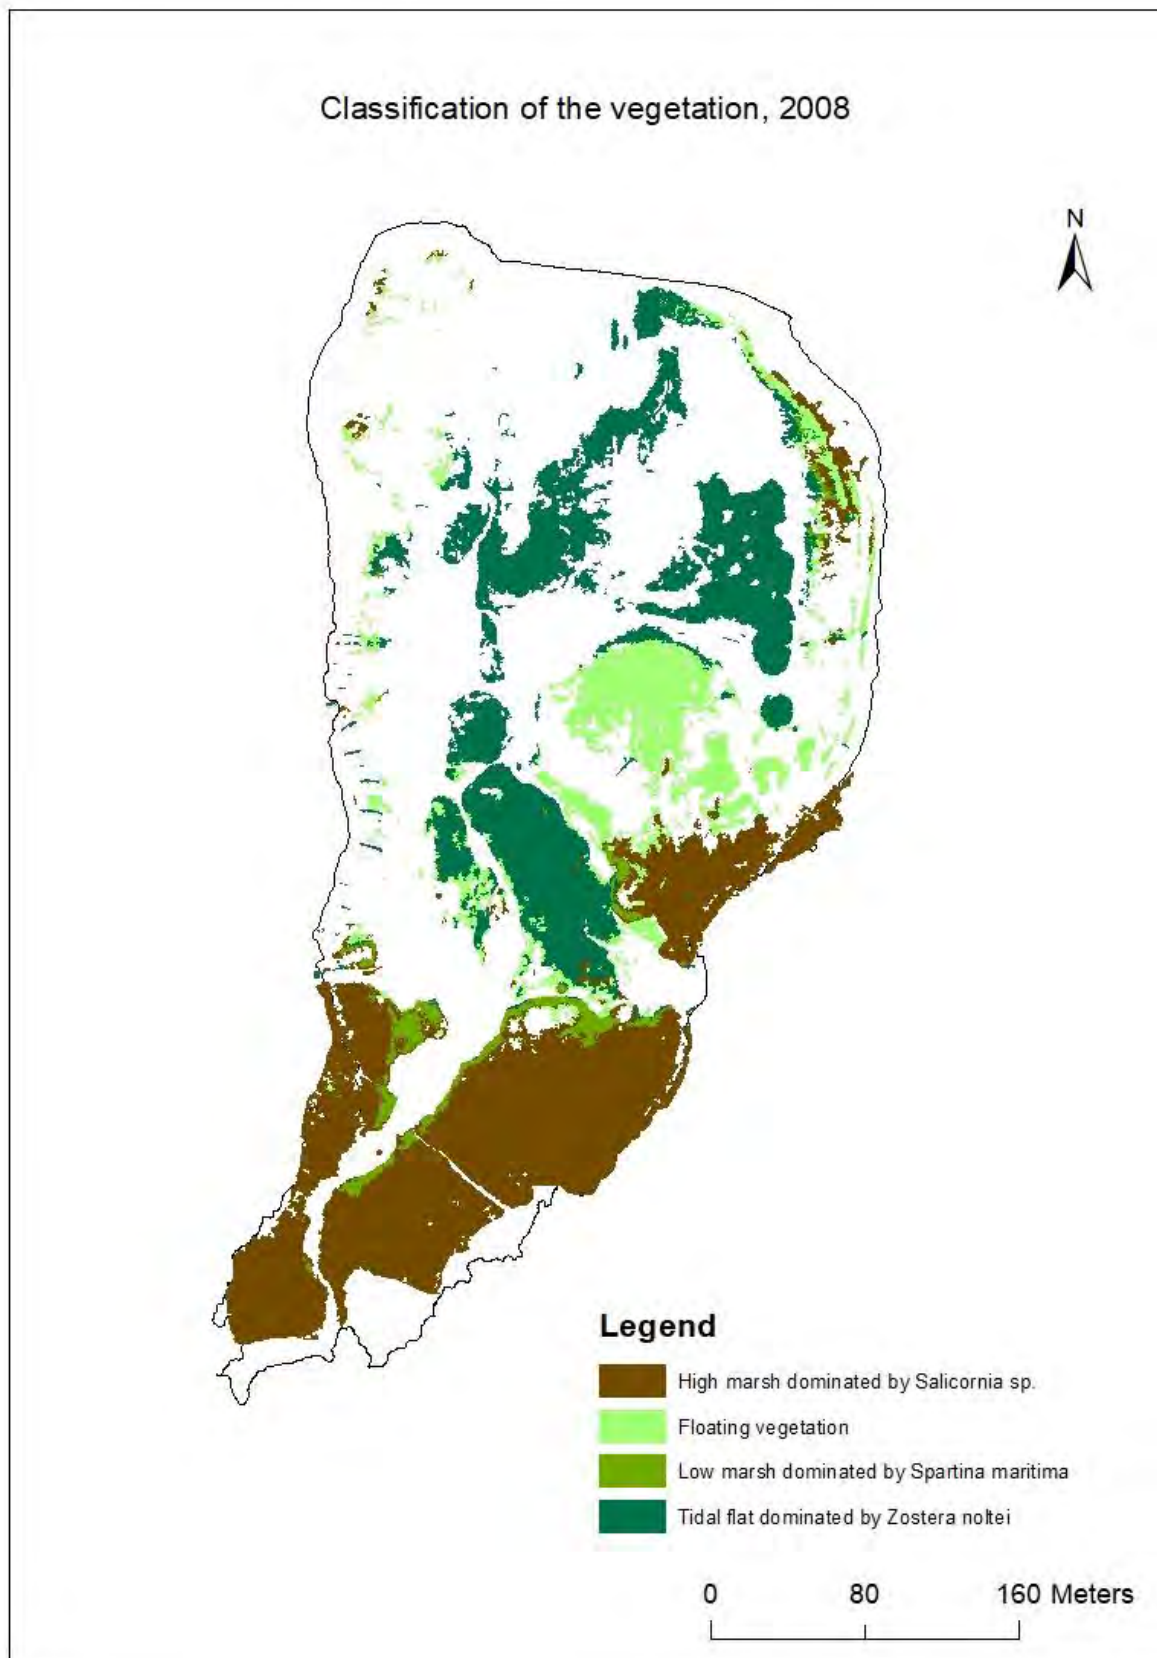 Classification of the vegetation, 2008
N
Legend
High marsh dominated by Salicornia sp.
Floating vegetation
Low marsh dominated by Spartina maritima
Tidal flat dominated by Zostera noltei
0 80 160 Meters